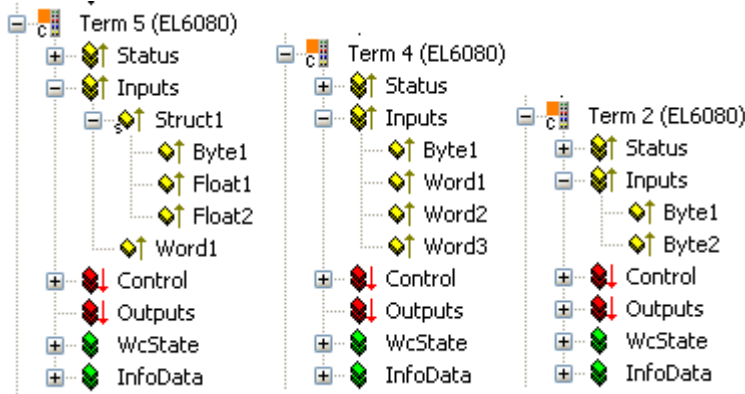 Term 5 (EL6080)
Status
Inputs
Struct1
Byte1
Float1
Float2
Word1
Control
Outputs
WcState
InfoData
Term 4 (EL6080)
Status
Inputs
Byte1
Word1
Word2
Word3
Control
Outputs
WcState
InfoData
Term 2 (EL6080)
Status
Inputs
Byte1
Byte2
Control
Outputs
WcState
InfoData